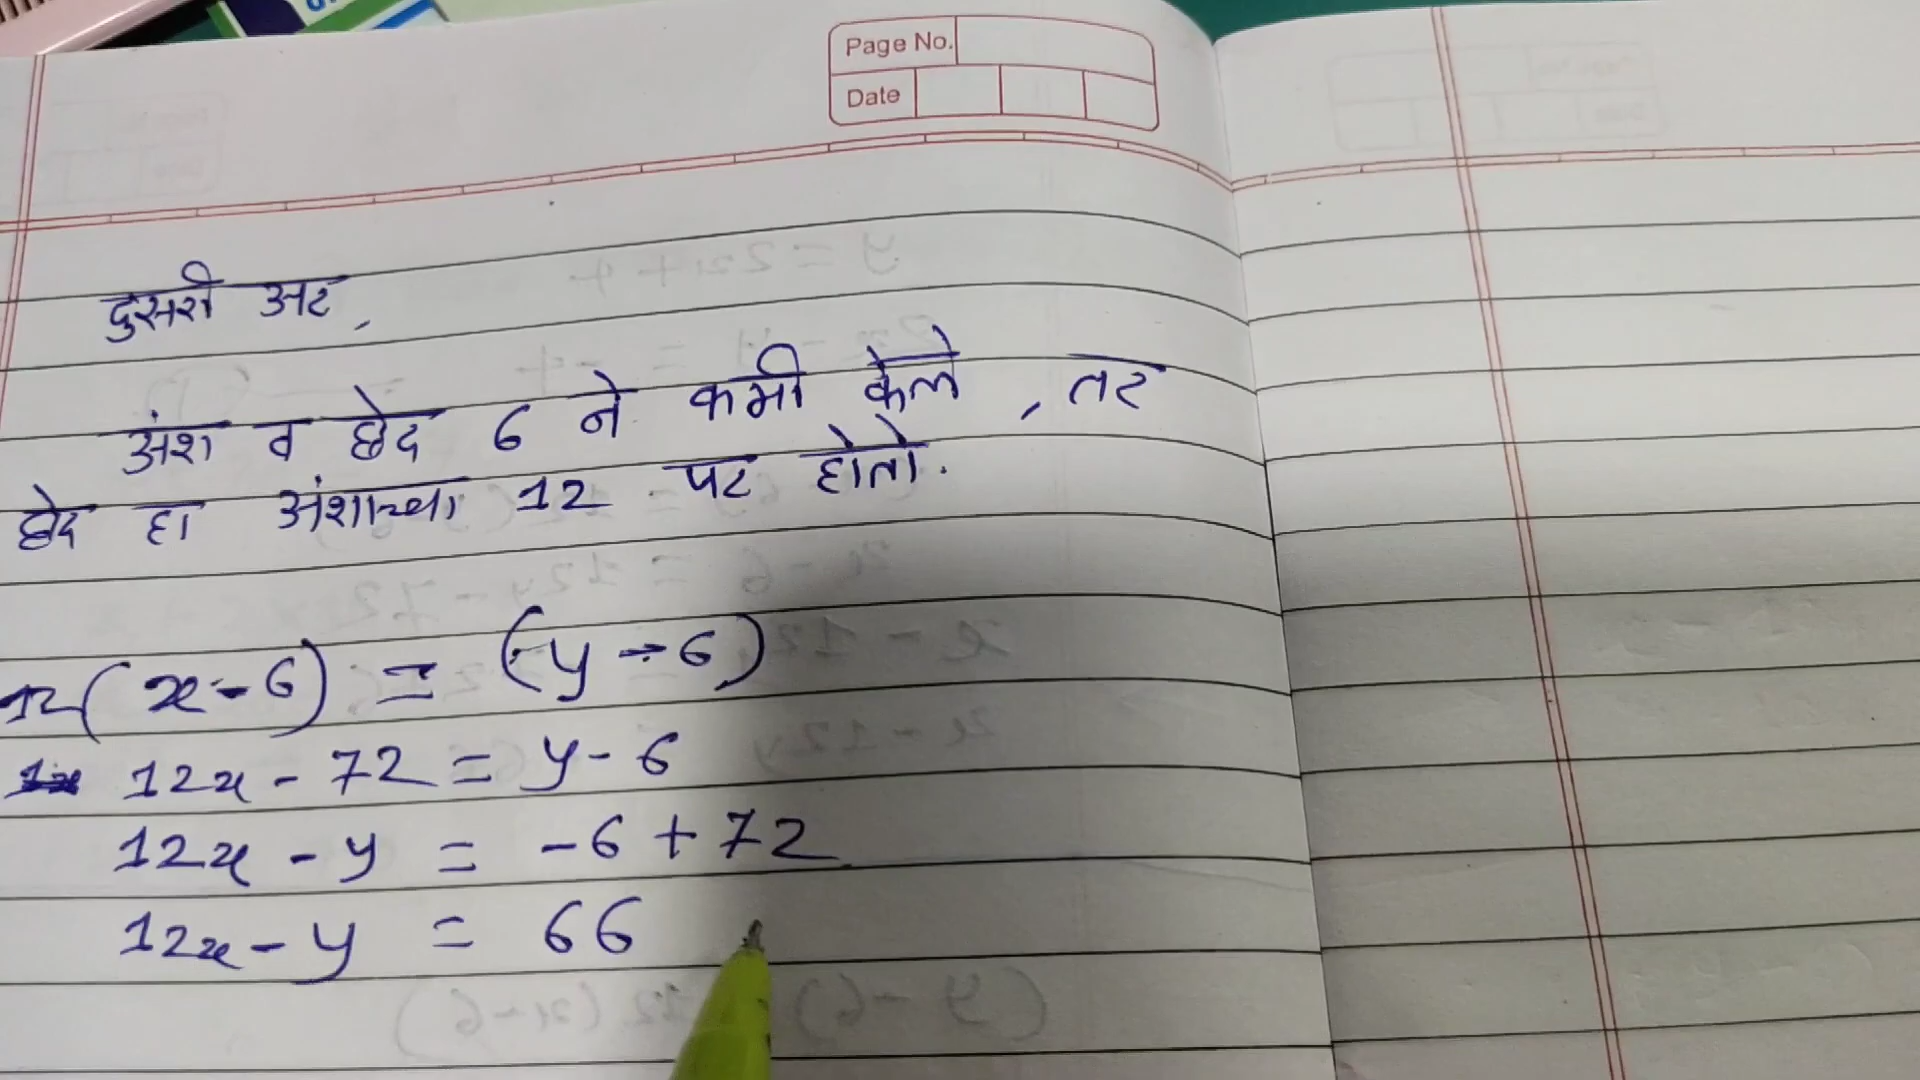 Page No.
Date
दुसरी अट,
अंश व छेद 6 ने कमी केले, तर
छेद हा अंशाच्या 12 पट होतो.
12(x-6) = (y-6)
12x - 72 = y - 6
12x - y = -6 + 72
12x - y = 66